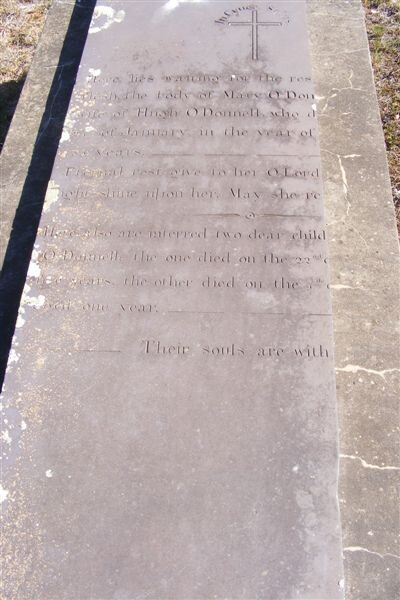 Here lies waiting for the res
the body of Mary O'Don
of Hugh O'Donnell, who d
of January in the year of
years.
Eternal rest give to her O Lord
light shine upon her. May she re
Here also are interred two dear child
O'Donnell, the one died on the 22nd
years, the other died on the
one year.
Their souls are with